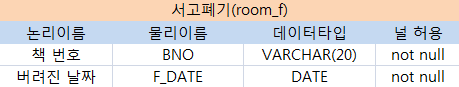 서고폐기(room_f)
논리이름 물리이름 데이터타입 널 허용
책 번호 BNO VARCHAR(20) not null
버려진 날짜 F_DATE DATE not null